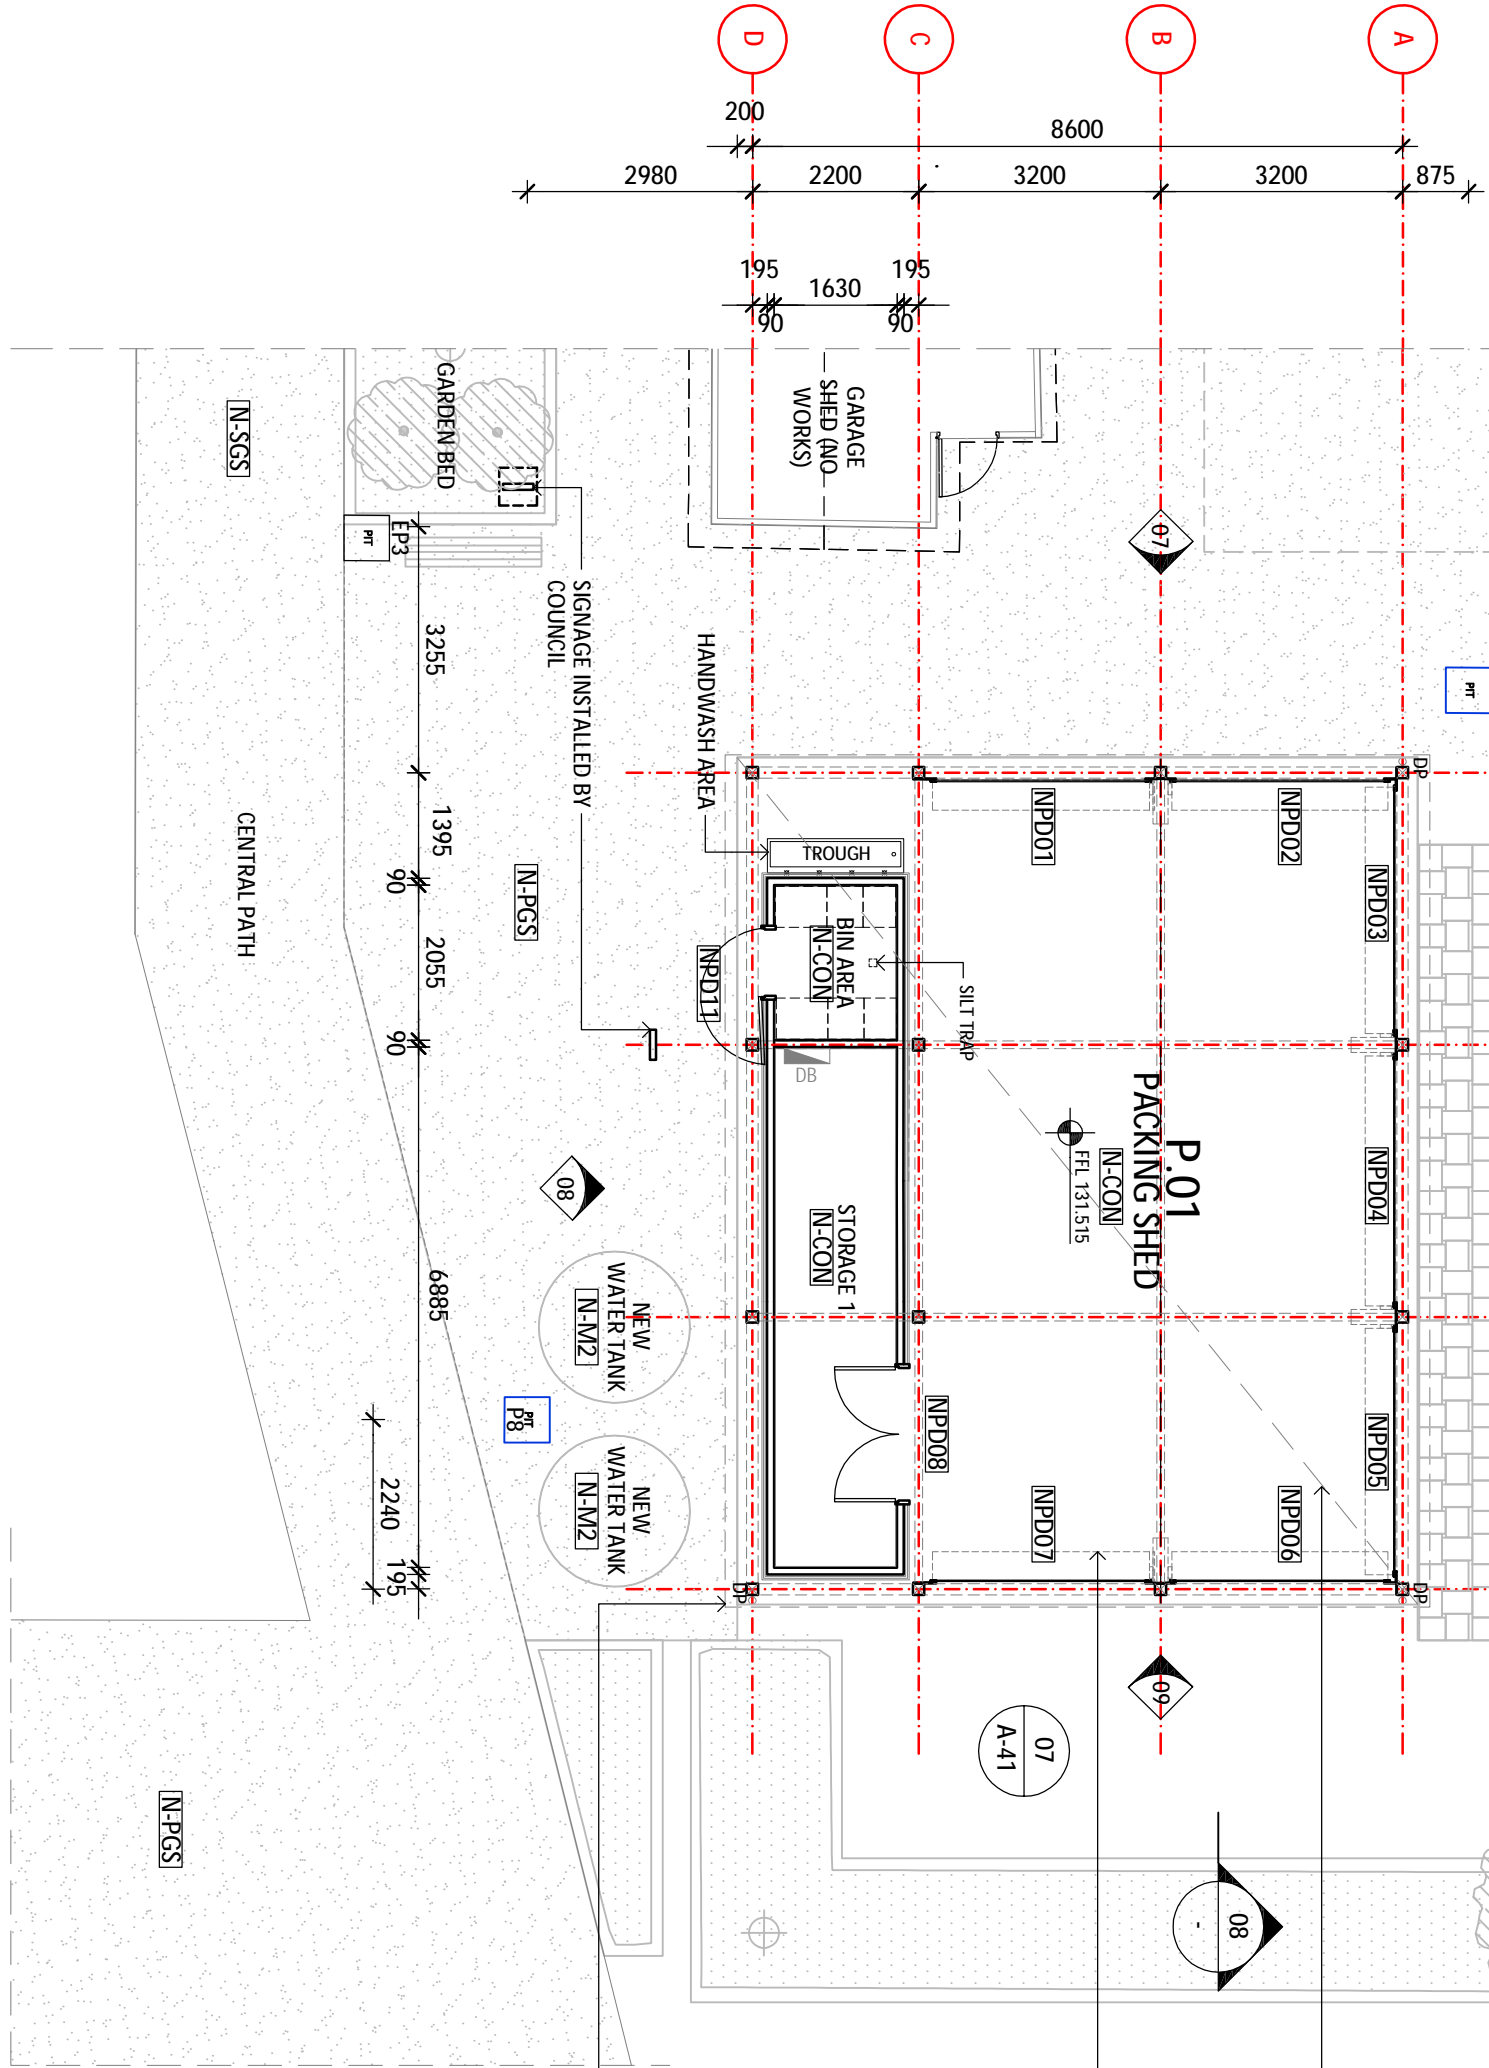 D
C
B
A
200
8600
2980
2200
3200
3200
875
195
195
1630
90
90
GARAGE
SHED (NO
WORKS)
GARDEN BED
N-SGS
EP3
PIT
07
SIGNAGE INSTALLED BY
COUNCIL
HANDWASH AREA
3255
PIT
DP
NPD01
NPD02
TROUGH
1395
90
CENTRAL PATH
N-PGS
NPD03
BIN AREA
N-CON
2055
NPD11
SILT TRAP
90
DB
P.01
PACKING SHED
N-CON
FFL 131.515
NPD04
08
STORAGE 1
N-CON
6885
NEW
WATER TANK
N-M2
PIT
P8
NPD08
NPD05
NEW
WATER TANK
N-M2
2240
195
NPD07
NPD06
DP
DP
09
07
A-41
N-PGS
08
-